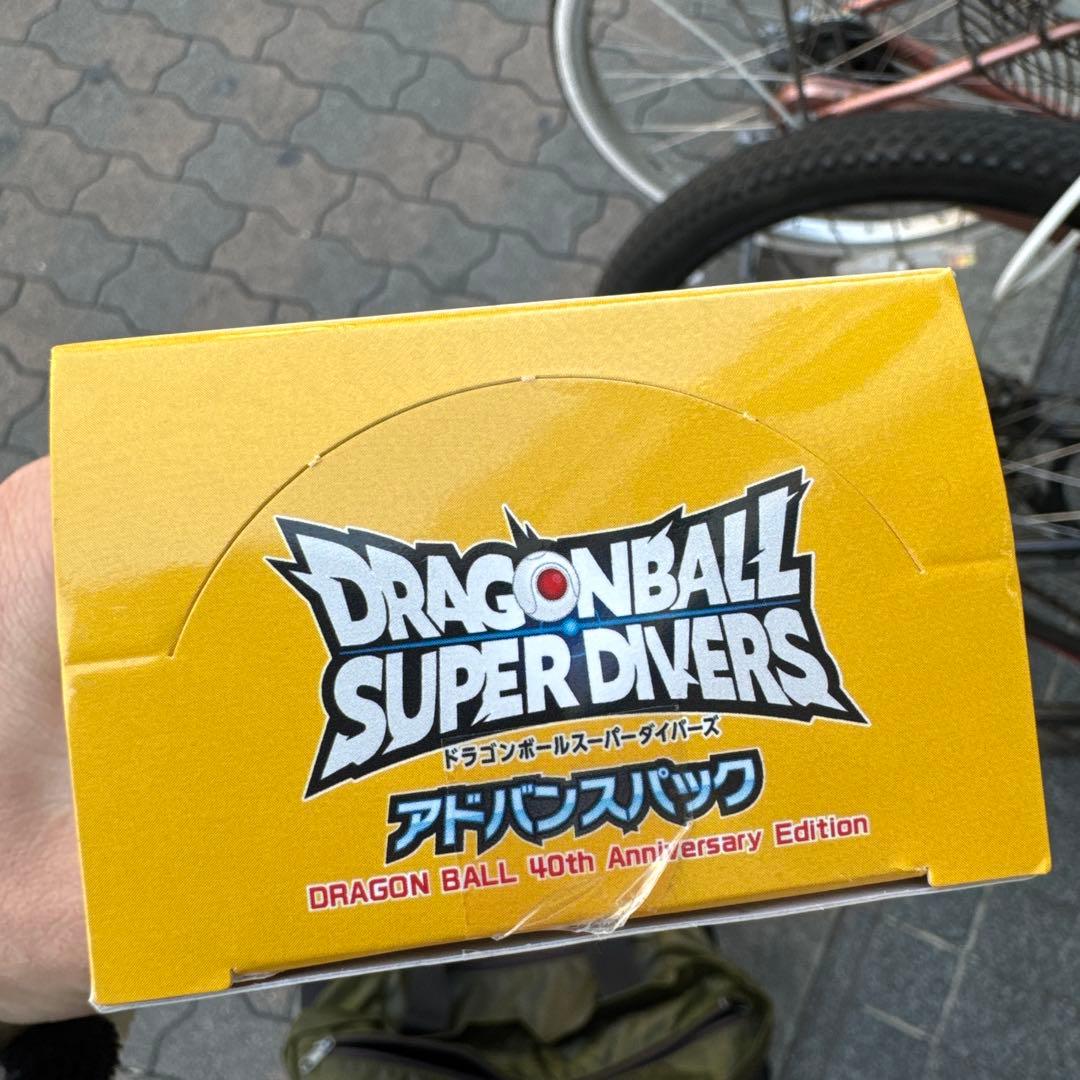 DRAGONBALL
SUPER DIVERS
ドラゴンボールスーパーダイバーズ
アドバンスパック
DRAGON BALL 40th Anniversary Edition